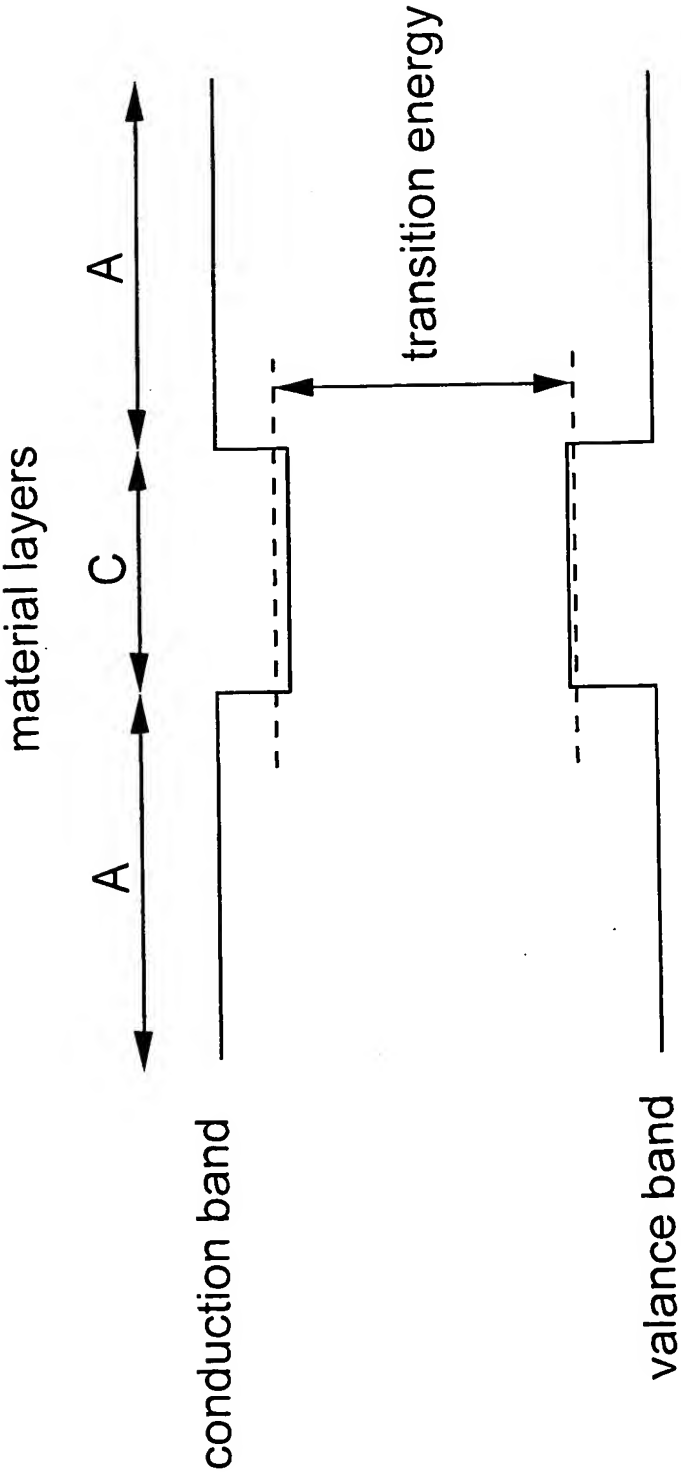 material layers
A
C
A
conduction band
transition energy
valance band